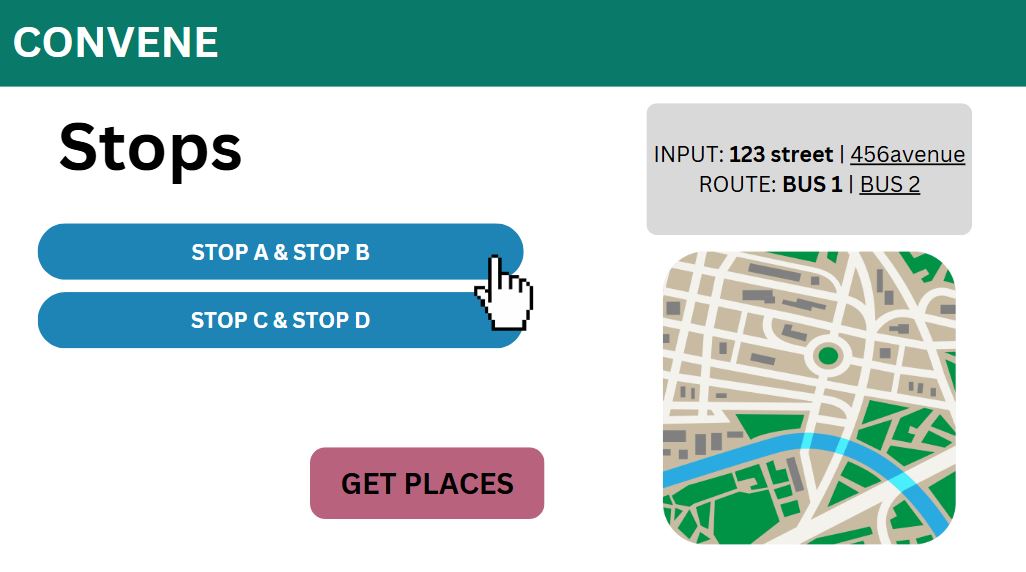 CONVENE
Stops
STOP A & STOP B
STOP C & STOP D
GET PLACES
INPUT: 123 street | 456avenue
ROUTE: BUS 1 | BUS 2